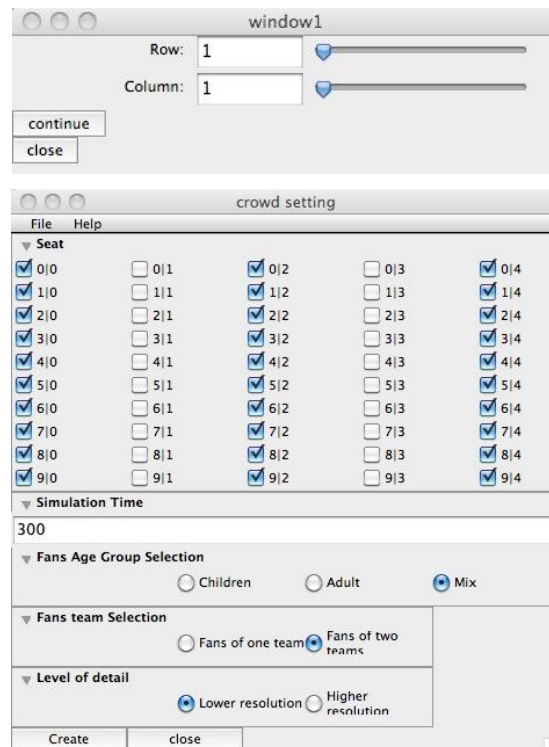 window1
Row: 1
Column: 1
continue
close
crowd setting
File Help
Seat
0|0 0|1 0|2 0|3 0|4
1|0 1|1 1|2 1|3 1|4
2|0 2|1 2|2 2|3 2|4
3|0 3|1 3|2 3|3 3|4
4|0 4|1 4|2 4|3 4|4
5|0 5|1 5|2 5|3 5|4
6|0 6|1 6|2 6|3 6|4
7|0 7|1 7|2 7|3 7|4
8|0 8|1 8|2 8|3 8|4
9|0 9|1 9|2 9|3 9|4
Simulation Time
300
Fans Age Group Selection
Children Adult Mix
Fans team Selection
Fans of one team Fans of two teams
Level of detail
Lower resolution Higher resolution
Create close